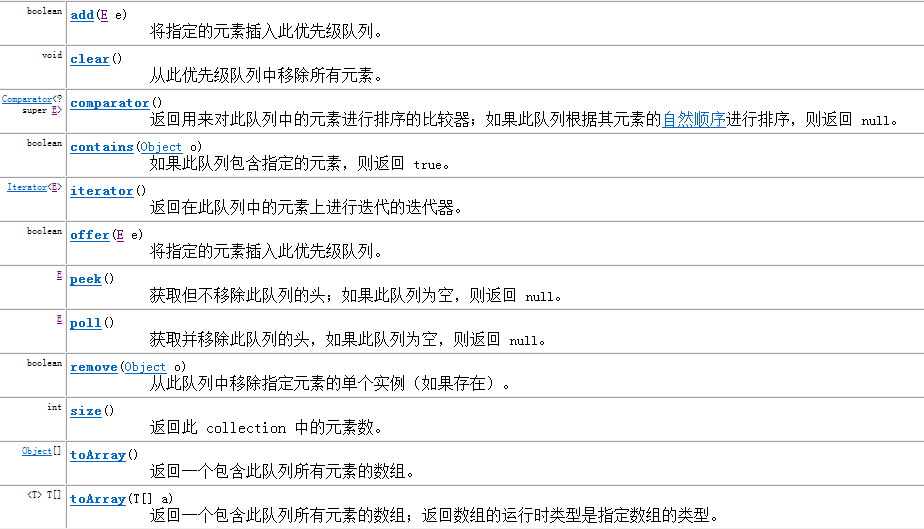 boolean add(E e)
将指定的元素插入此优先级队列。
void clear()
从此优先级队列中移除所有元素。
Comparator<? super E> comparator()
返回用来对此队列中的元素进行排序的比较器；如果此队列根据其元素的自然顺序进行排序，则返回 null。
boolean contains(Object o)
如果此队列包含指定的元素，则返回 true。
Iterator<E> iterator()
返回在此队列中的元素上进行迭代的迭代器。
boolean offer(E e)
将指定的元素插入此优先级队列。
E peek()
获取但不移除此队列的头；如果此队列为空，则返回 null。
E poll()
获取并移除此队列的头，如果此队列为空，则返回 null。
boolean remove(Object o)
从此队列中移除指定元素的单个实例（如果存在）。
int size()
返回此 collection 中的元素数。
Object[] toArray()
返回一个包含此队列所有元素的数组。
<T> T[] toArray(T[] a)
返回一个包含此队列所有元素的数组；返回数组的运行时类型是指定数组的类型。